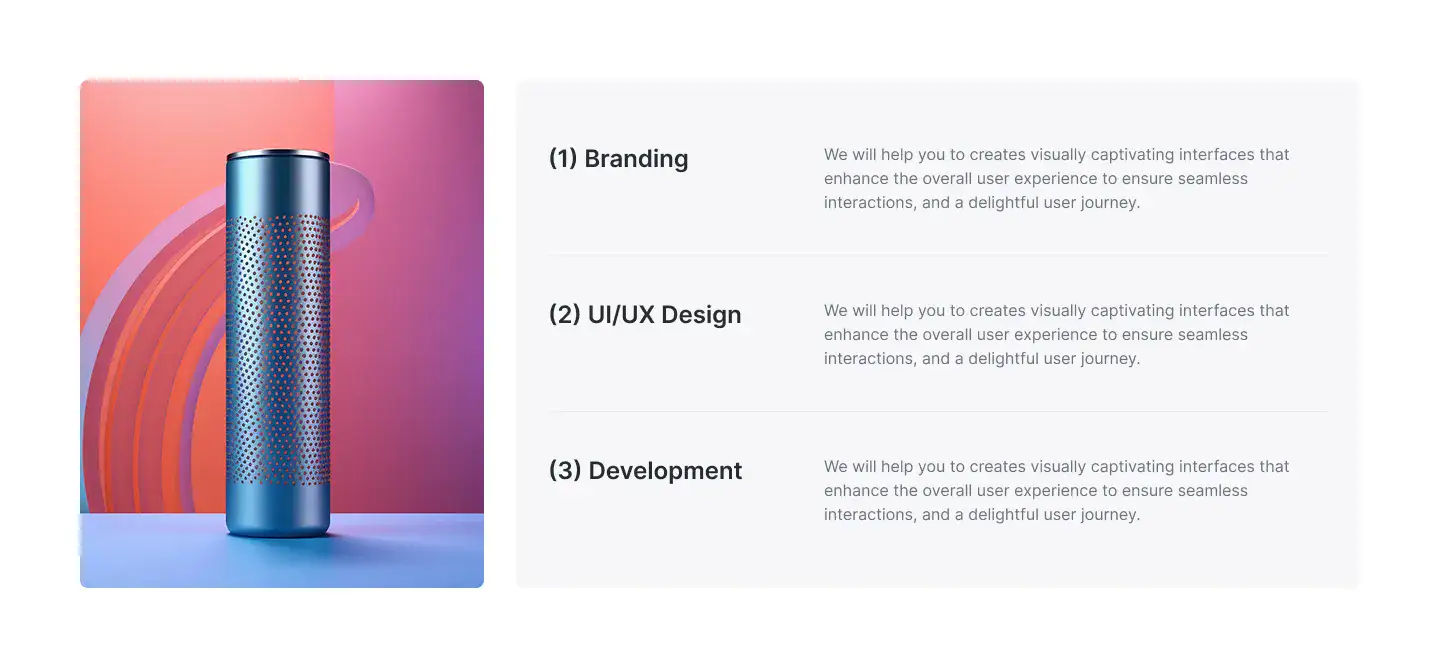 (1) Branding
We will help you to creates visually captivating interfaces that
enhance the overall user experience to ensure seamless
interactions, and a delightful user journey.
(2) UI/UX Design
We will help you to creates visually captivating interfaces that
enhance the overall user experience to ensure seamless
interactions, and a delightful user journey.
(3) Development
We will help you to creates visually captivating interfaces that
enhance the overall user experience to ensure seamless
interactions, and a delightful user journey.